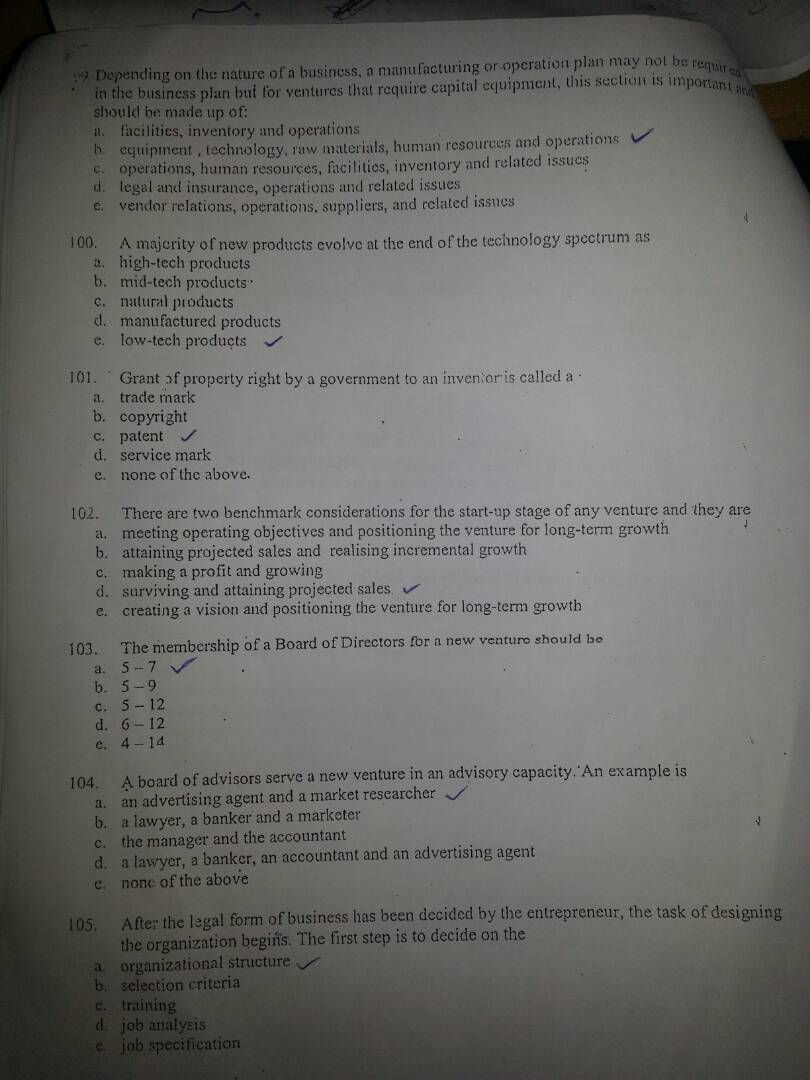 99. Depending on the nature of a business, a manufacturing or operation plan may not be required
in the business plan but for ventures that require capital equipment, this section is important and
should be made up of:
a. facilities, inventory and operations
b. equipment , technology, raw materials, human resources and operations ✓
c. operations, human resources, facilities, inventory and related issues
d. legal and insurance, operations and related issues
e. vendor relations, operations, suppliers, and related issues
100. A majority of new products evolve at the end of the technology spectrum as
a. high-tech products
b. mid-tech products
c. natural products
d. manufactured products
e. low-tech products ✓
101. Grant of property right by a government to an inventor is called a
a. trade mark
b. copyright
c. patent ✓
d. service mark
e. none of the above.
102. There are two benchmark considerations for the start-up stage of any venture and they are
a. meeting operating objectives and positioning the venture for long-term growth
b. attaining projected sales and realising incremental growth
c. making a profit and growing
d. surviving and attaining projected sales ✓
e. creating a vision and positioning the venture for long-term growth
103. The membership of a Board of Directors for a new venture should be
a. 5 – 7 ✓
b. 5 – 9
c. 5 – 12
d. 6 – 12
e. 4 – 14
104. A board of advisors serve a new venture in an advisory capacity. An example is
a. an advertising agent and a market researcher ✓
b. a lawyer, a banker and a marketer
c. the manager and the accountant
d. a lawyer, a banker, an accountant and an advertising agent
e. none of the above
105. After the legal form of business has been decided by the entrepreneur, the task of designing
the organization begins. The first step is to decide on the
a. organizational structure ✓
b. selection criteria
c. training
d. job analysis
e. job specification